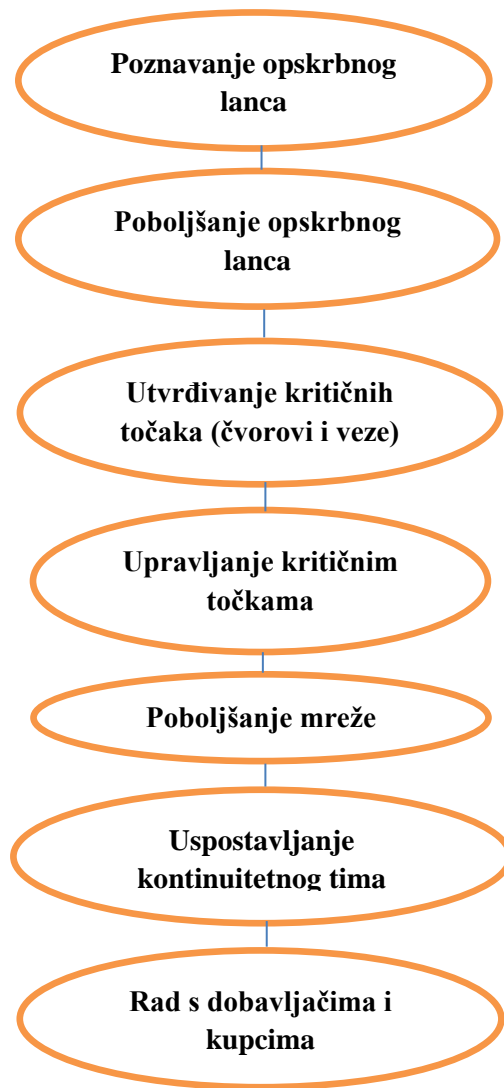 Poznavanje opskrbnog
lanca
Poboljšanje opskrbnog
lanca
Utvrđivanje kritičnih
točaka (čvorovi i veze)
Upravljanje kritičnim
točkama
Poboljšanje mreže
Uspostavljanje
kontinuitetnog tima
Rad s dobavljačima i
kupcima